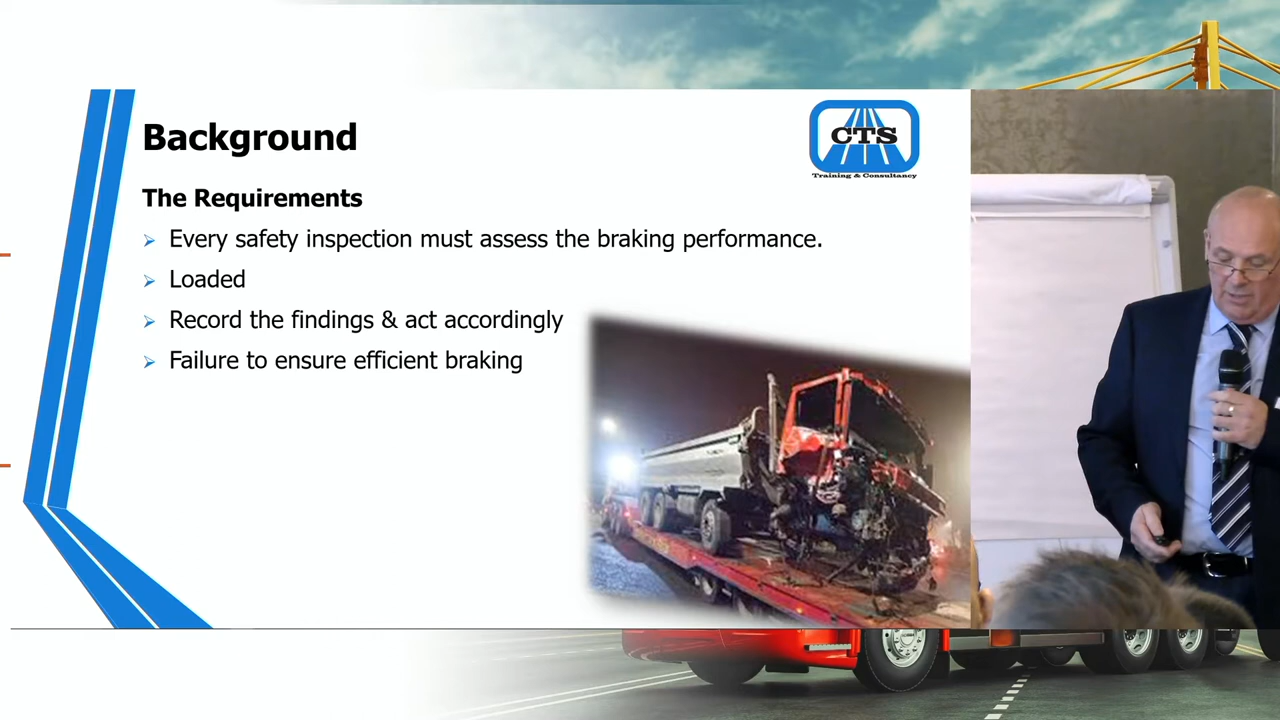 Background
CTS
Training & Consultancy
The Requirements
Every safety inspection must assess the braking performance.
Loaded
Record the findings & act accordingly
Failure to ensure efficient braking